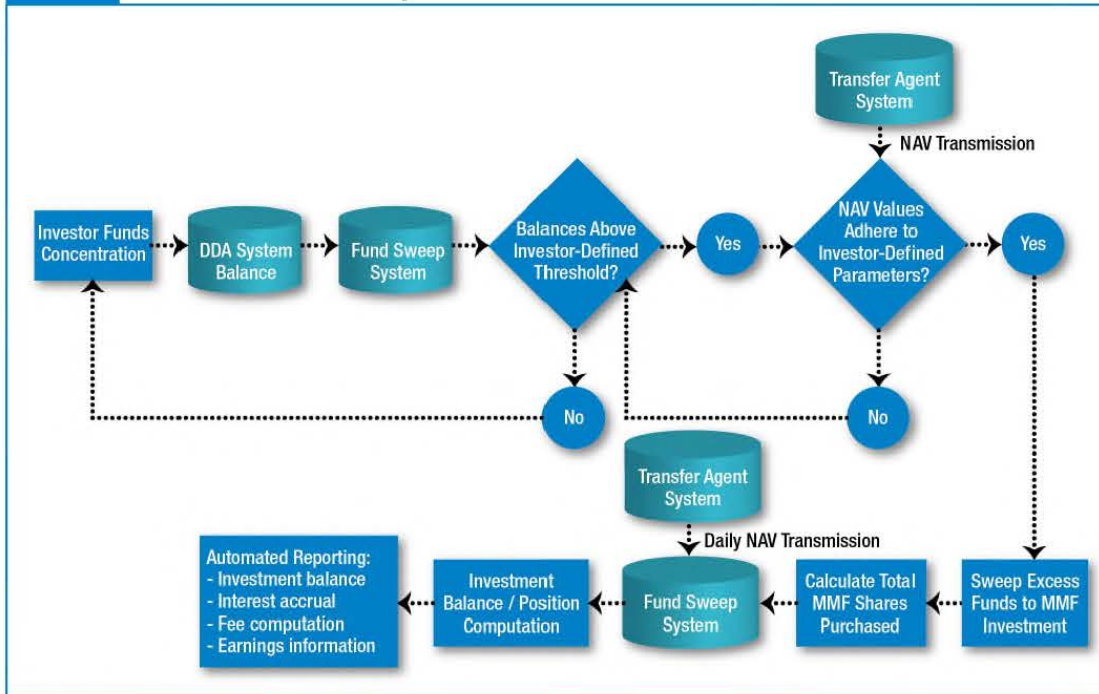 Transfer Agent
System
NAV Transmission
Investor Funds
Concentration
DDA System
Balance
Fund Sweep
System
Balances Above
Investor-Defined
Threshold?
Yes
NAV Values
Adhere to
Investor-Defined
Parameters?
Yes
No
No
Transfer Agent
System
Daily NAV Transmission
Automated Reporting:
- Investment balance
- Interest accrual
- Fee computation
- Earnings information
Investment
Balance / Position
Computation
Fund Sweep
System
Calculate Total
MMF Shares
Purchased
Sweep Excess
Funds to MMF
Investment